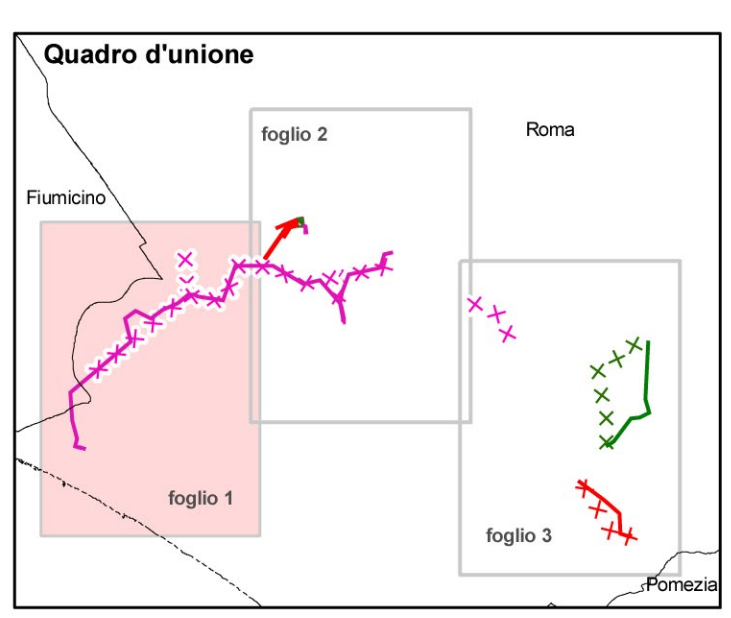 Quadro d'unione
foglio 2
Roma
Fiumicino
foglio 1
foglio 3
Pomezia